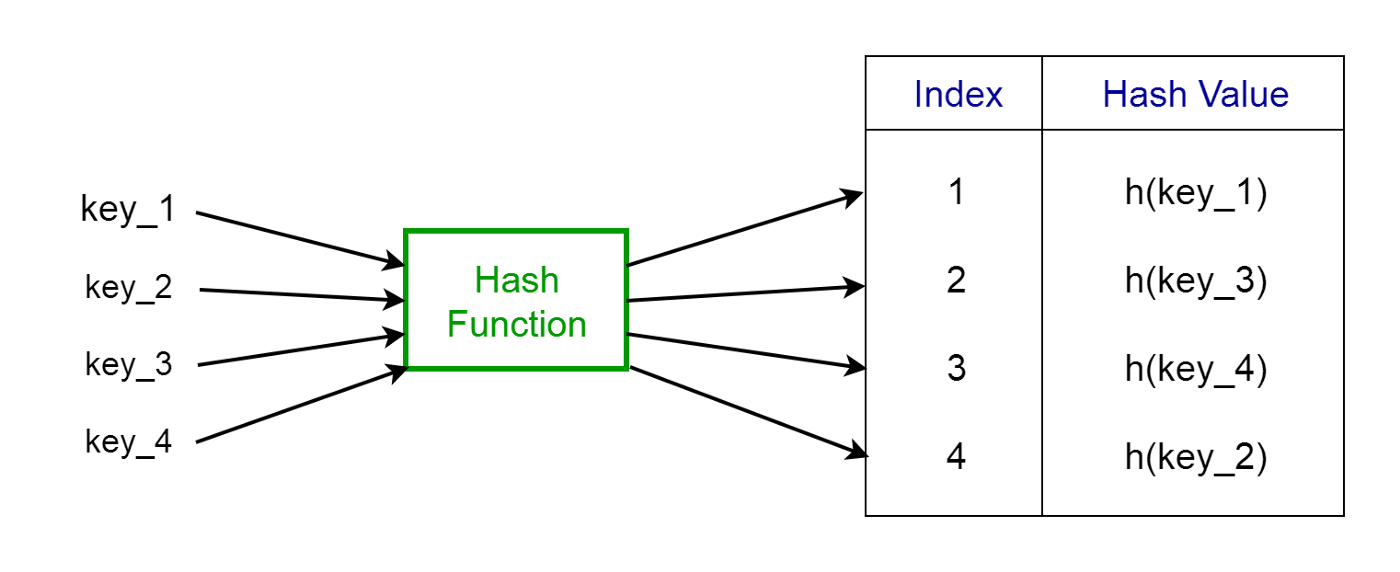 key_1
key_2
key_3
key_4
Hash
Function
Index Hash Value
1 h(key_1)
2 h(key_3)
3 h(key_4)
4 h(key_2)